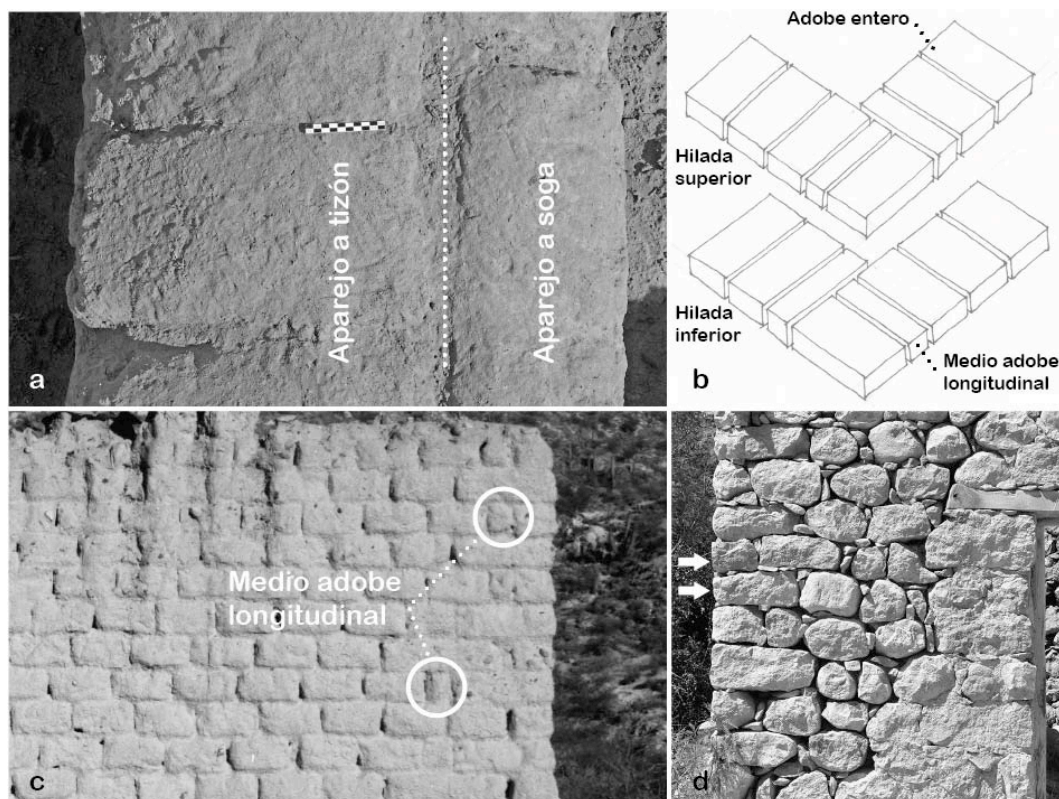 Aparejo a tizón
Aparejo a soga
a
Adobe entero
Hilada
superior
Hilada
inferior
Medio adobe
longitudinal
b
Medio adobe
longitudinal
c
d